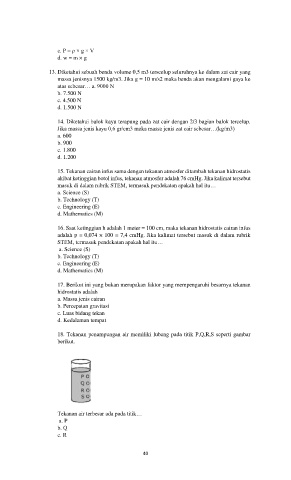 c. P = ρ × g × V
d. w = m × g
13. Diketahui sebuah benda volume 0,5 m3 tercelup seluruhnya ke dalam zat cair yang
massa jenisnya 1500 kg/m3. Jika g = 10 m/s2 maka benda akan mengalami gaya ke
atas sebesar… a. 9000 N
b. 7.500 N
c. 4.500 N
d. 1.500 N
14. Diketahui balok kayu terapung pada zat cair dengan 2/3 bagian balok tercelup.
Jika massa jenis kayu 0,6 gr/cm3 maka massa jenis zat cair sebesar…(kg/m3)
a. 600
b. 900
c. 1.800
d. 1.200
15. Tekanan cairan infus sama dengan tekanan atmosfer ditambah tekanan hidrostatis
akibat ketinggian botol infus, tekanan atmosfer adalah 76 cmHg. Jika kalimat tersebut
masuk di dalam rubrik STEM, termasuk pendekatan apakah hal itu…
a. Science (S)
b. Technology (T)
c. Engineering (E)
d. Mathematics (M)
16. Saat ketinggian h adalah 1 meter = 100 cm, maka tekanan hidrostatis cairan infus
adalah p = 0,074 × 100 = 7,4 cmHg. Jika kalimat tersebut masuk di dalam rubrik
STEM, termasuk pendekatan apakah hal itu…
a. Science (S)
b. Technology (T)
c. Engineering (E)
d. Mathematics (M)
17. Berikut ini yang bukan merupakan faktor yang mempengaruhi besarnya tekanan
hidrostatis adalah
a. Massa jenis cairan
b. Percepatan gravitasi
c. Luas bidang tekan
d. Kedalaman tempat
18. Tekanan penampungan air memiliki lubang pada titik P,Q,R,S seperti gambar
berikut.
P
Q
R
S
Tekanan air terbesar ada pada titik…
a. P
b. Q
c. R